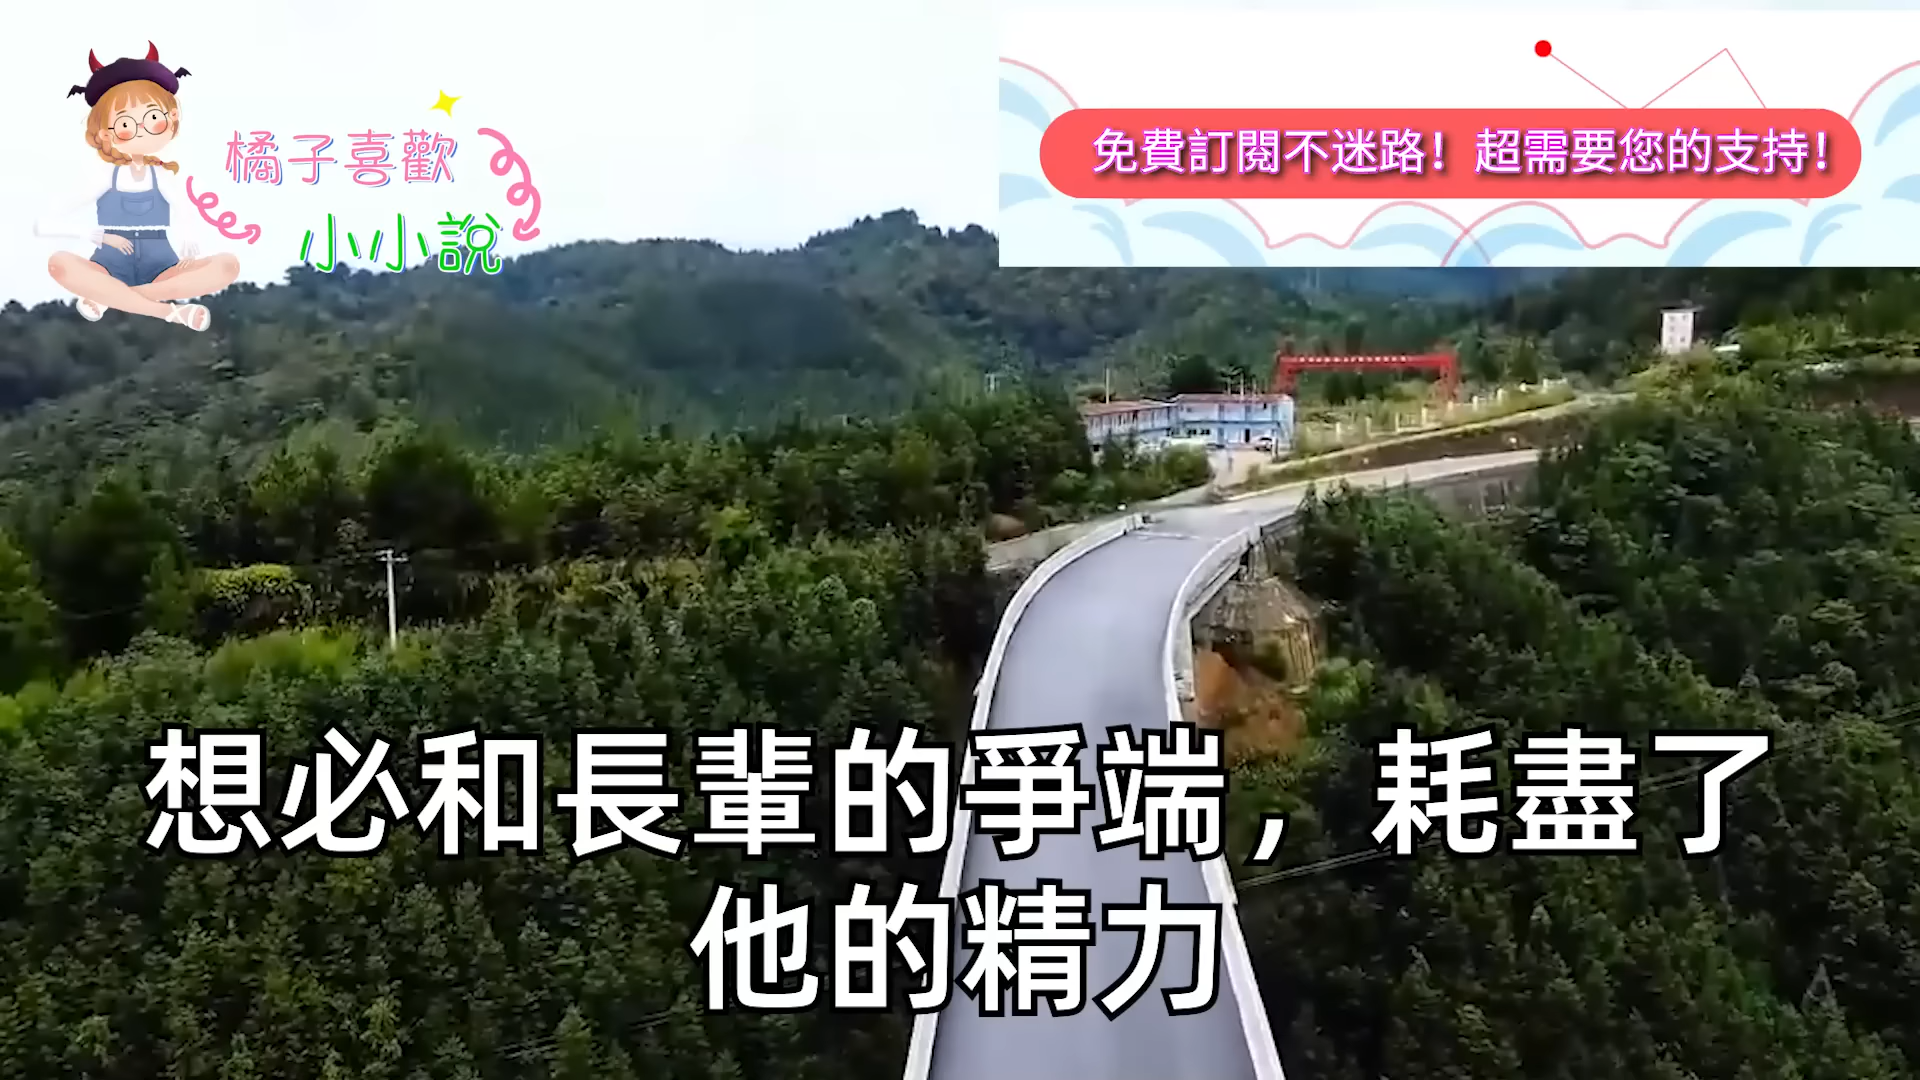 橘子喜歡
小小說
免費訂閱不迷路！超需要您的支持！
想必和長輩的爭端，耗盡了
他的精力